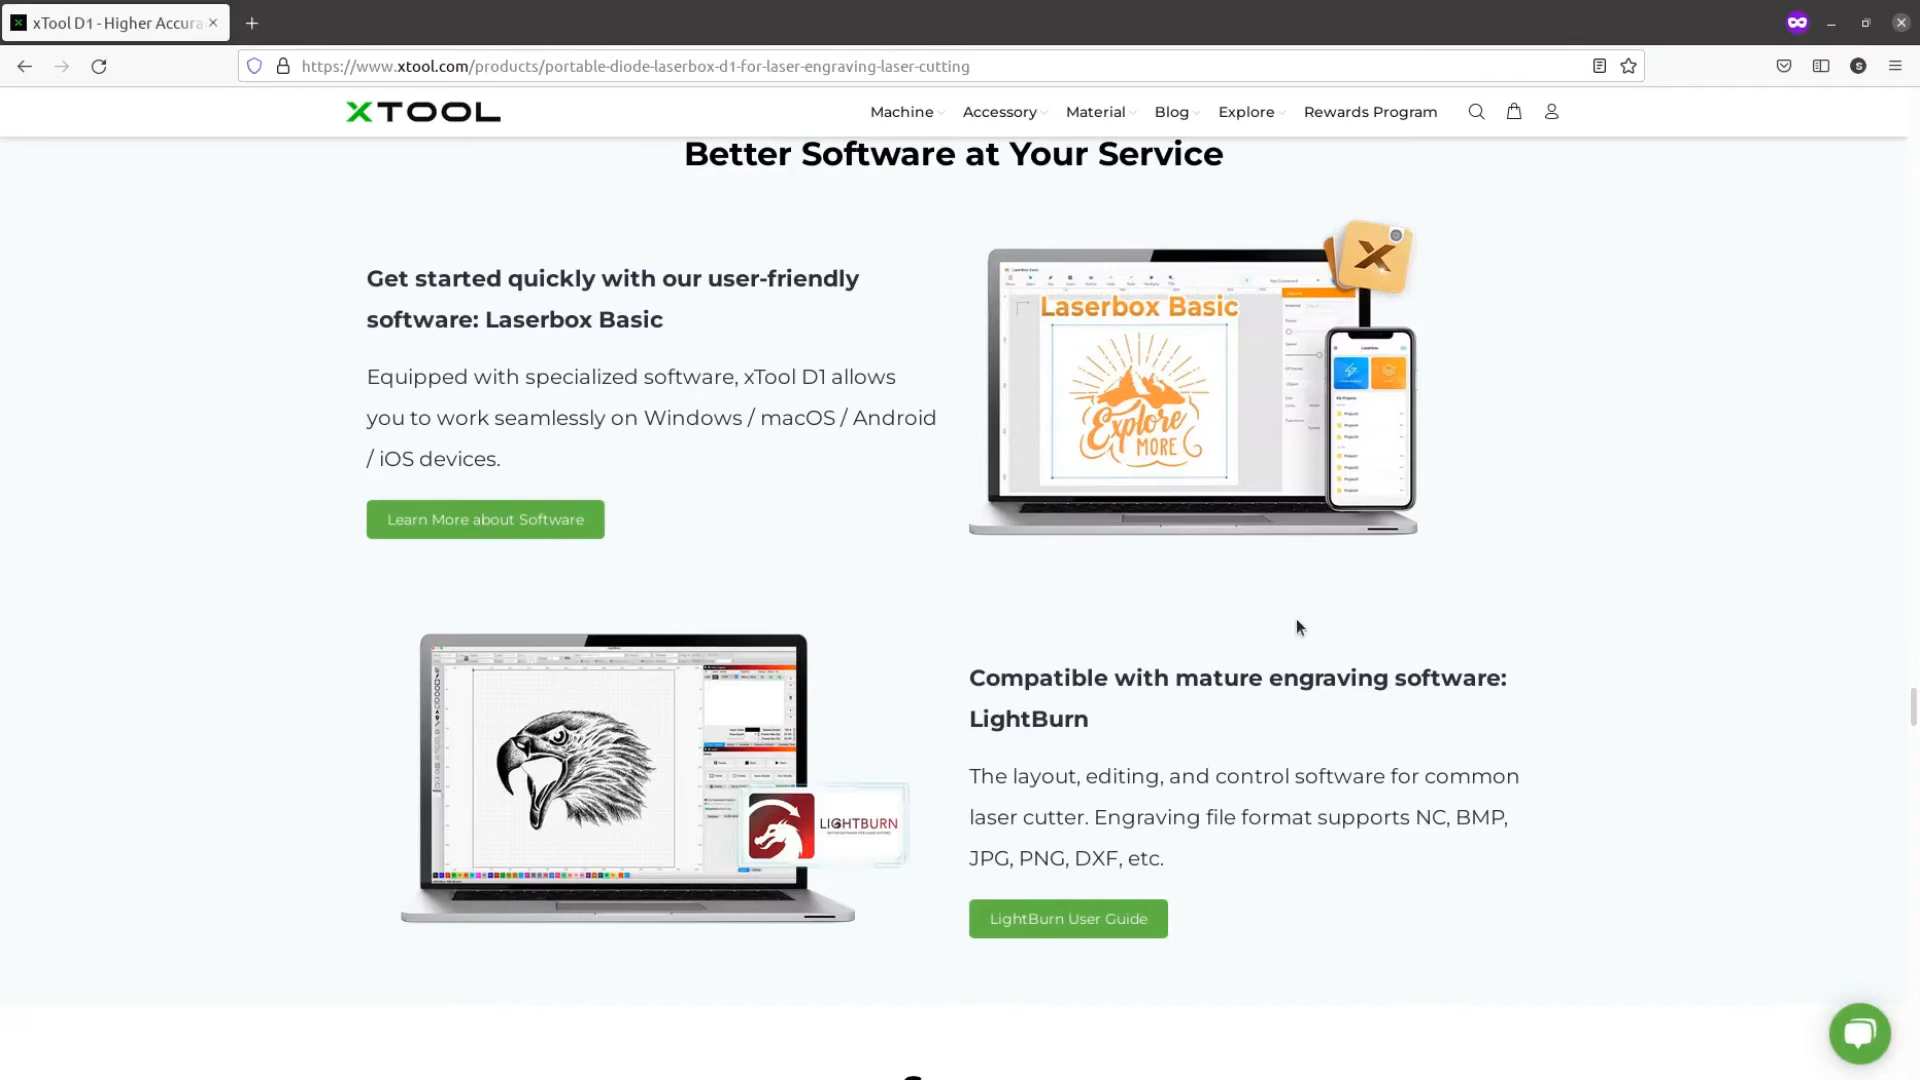 xTool D1 - Higher Accura
https://www.xtool.com/products/portable-diode-laserbox-d1-for-laser-engraving-laser-cutting
XTOOL
Machine
Accessory
Material
Blog
Explore
Rewards Program
Better Software at Your Service
Get started quickly with our user-friendly
software: Laserbox Basic
Equipped with specialized software, xTool D1 allows
you to work seamlessly on Windows / macOS / Android
/ iOS devices.
Learn More about Software
Laserbox Basic
Explore
MORE
LIGHTBURN
Compatible with mature engraving software:
LightBurn
The layout, editing, and control software for common
laser cutter. Engraving file format supports NC, BMP,
JPG, PNG, DXF, etc.
LightBurn User Guide